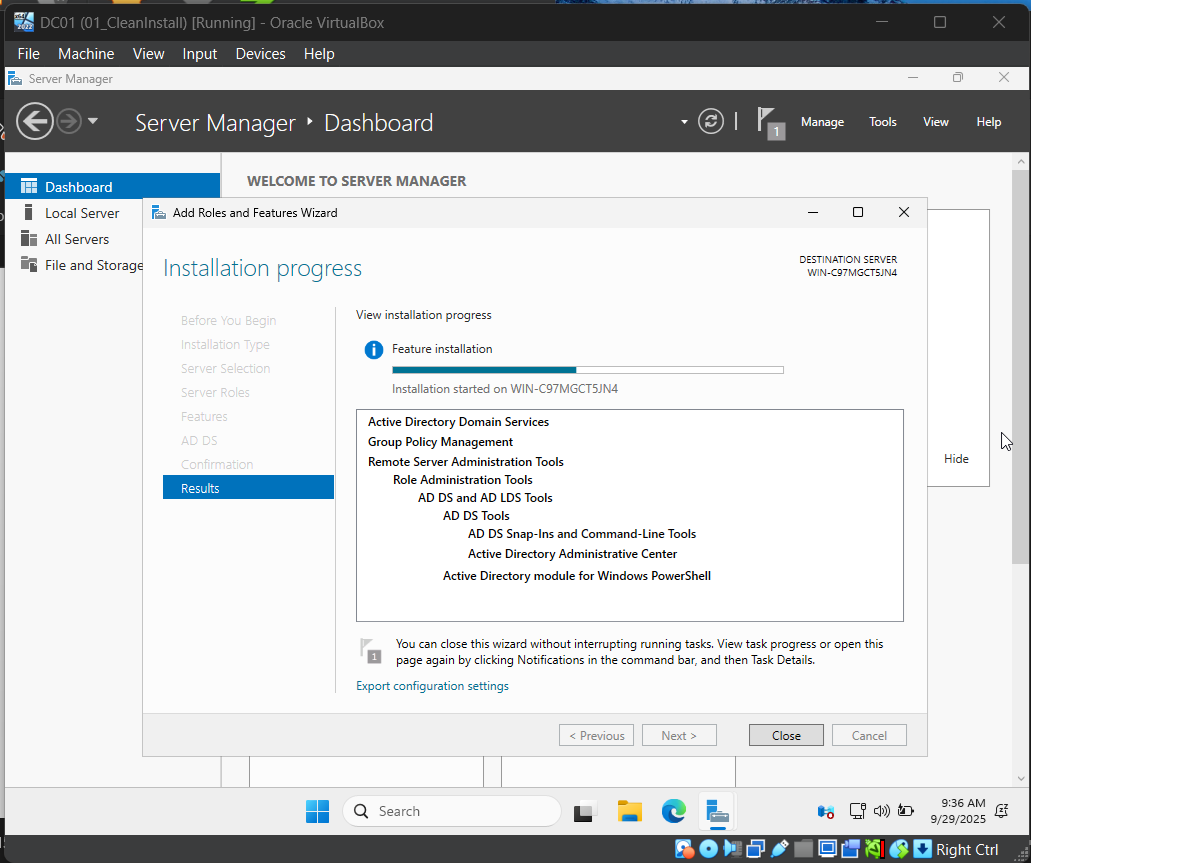 DC01 (01_CleanInstall) [Running] - Oracle VirtualBox
File Machine View Input Devices Help
Server Manager
Server Manager ‣ Dashboard
1 Manage Tools View Help
Dashboard
Local Server
All Servers
File and Storage
WELCOME TO SERVER MANAGER
Add Roles and Features Wizard
Installation progress
DESTINATION SERVER
WIN-C97MGCT5JN4
Before You Begin
Installation Type
Server Selection
Server Roles
Features
AD DS
Confirmation
Results
View installation progress
Feature installation
Installation started on WIN-C97MGCT5JN4
Active Directory Domain Services
Group Policy Management
Remote Server Administration Tools
Role Administration Tools
AD DS and AD LDS Tools
AD DS Tools
AD DS Snap-Ins and Command-Line Tools
Active Directory Administrative Center
Active Directory module for Windows PowerShell
1
You can close this wizard without interrupting running tasks. View task progress or open this
page again by clicking Notifications in the command bar, and then Task Details.
Export configuration settings
< Previous Next > Close Cancel
Hide
Search
9:36 AM
9/29/2025
Right Ctrl